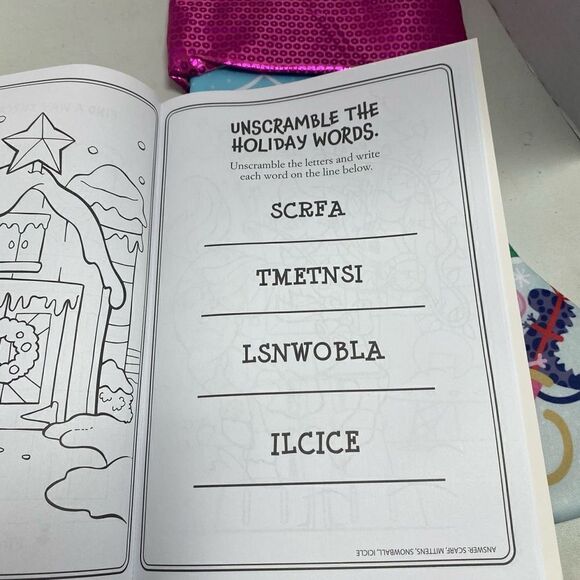 UNSCRAMBLE THE
HOLIDAY WORDS.
Unscramble the letters and write
each word on the line below.
SCRFA
TMETNSI
LSNWOBLA
ILCICE
ANSWER: SCARF, MITTENS, SNOWBALL, ICICLE